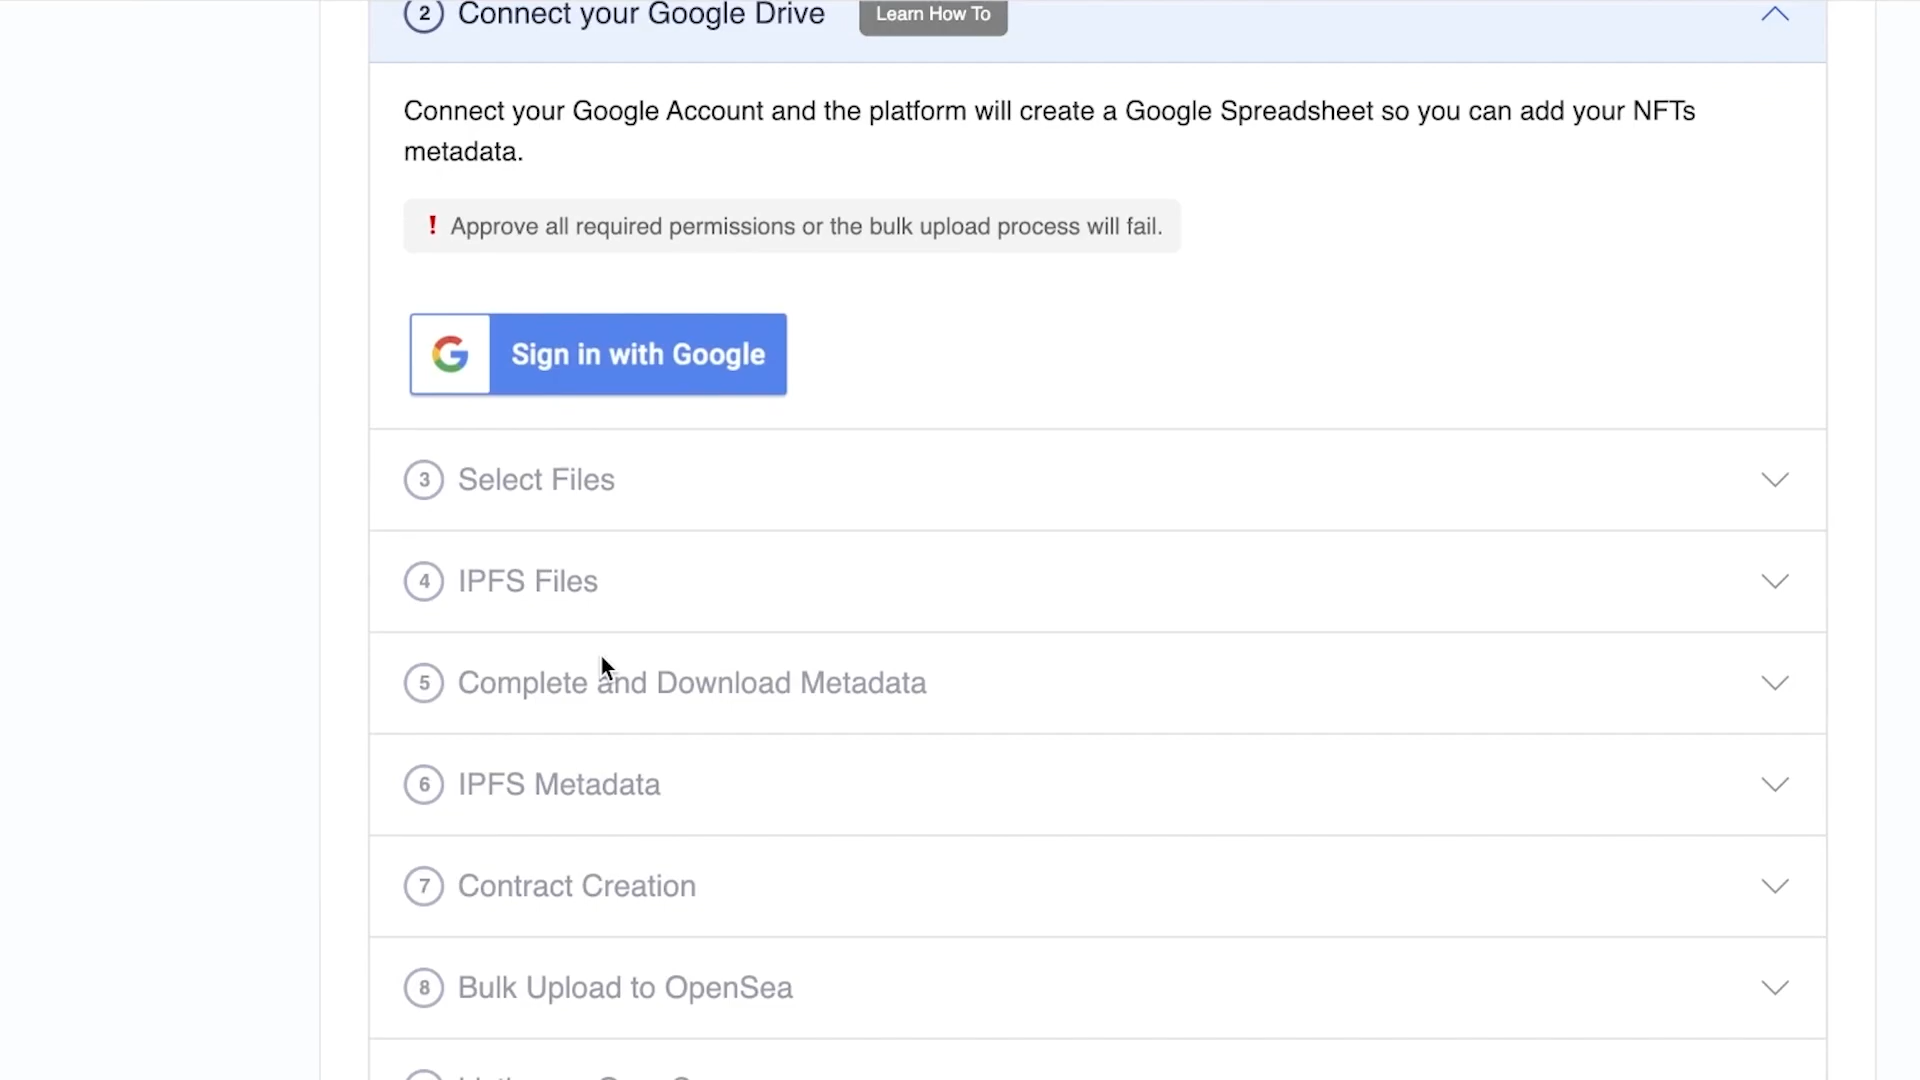 2 Connect your Google Drive Learn How To
Connect your Google Account and the platform will create a Google Spreadsheet so you can add your NFTs
metadata.
! Approve all required permissions or the bulk upload process will fail.
G Sign in with Google
3 Select Files
4 IPFS Files
5 Complete and Download Metadata
6 IPFS Metadata
7 Contract Creation
8 Bulk Upload to OpenSea